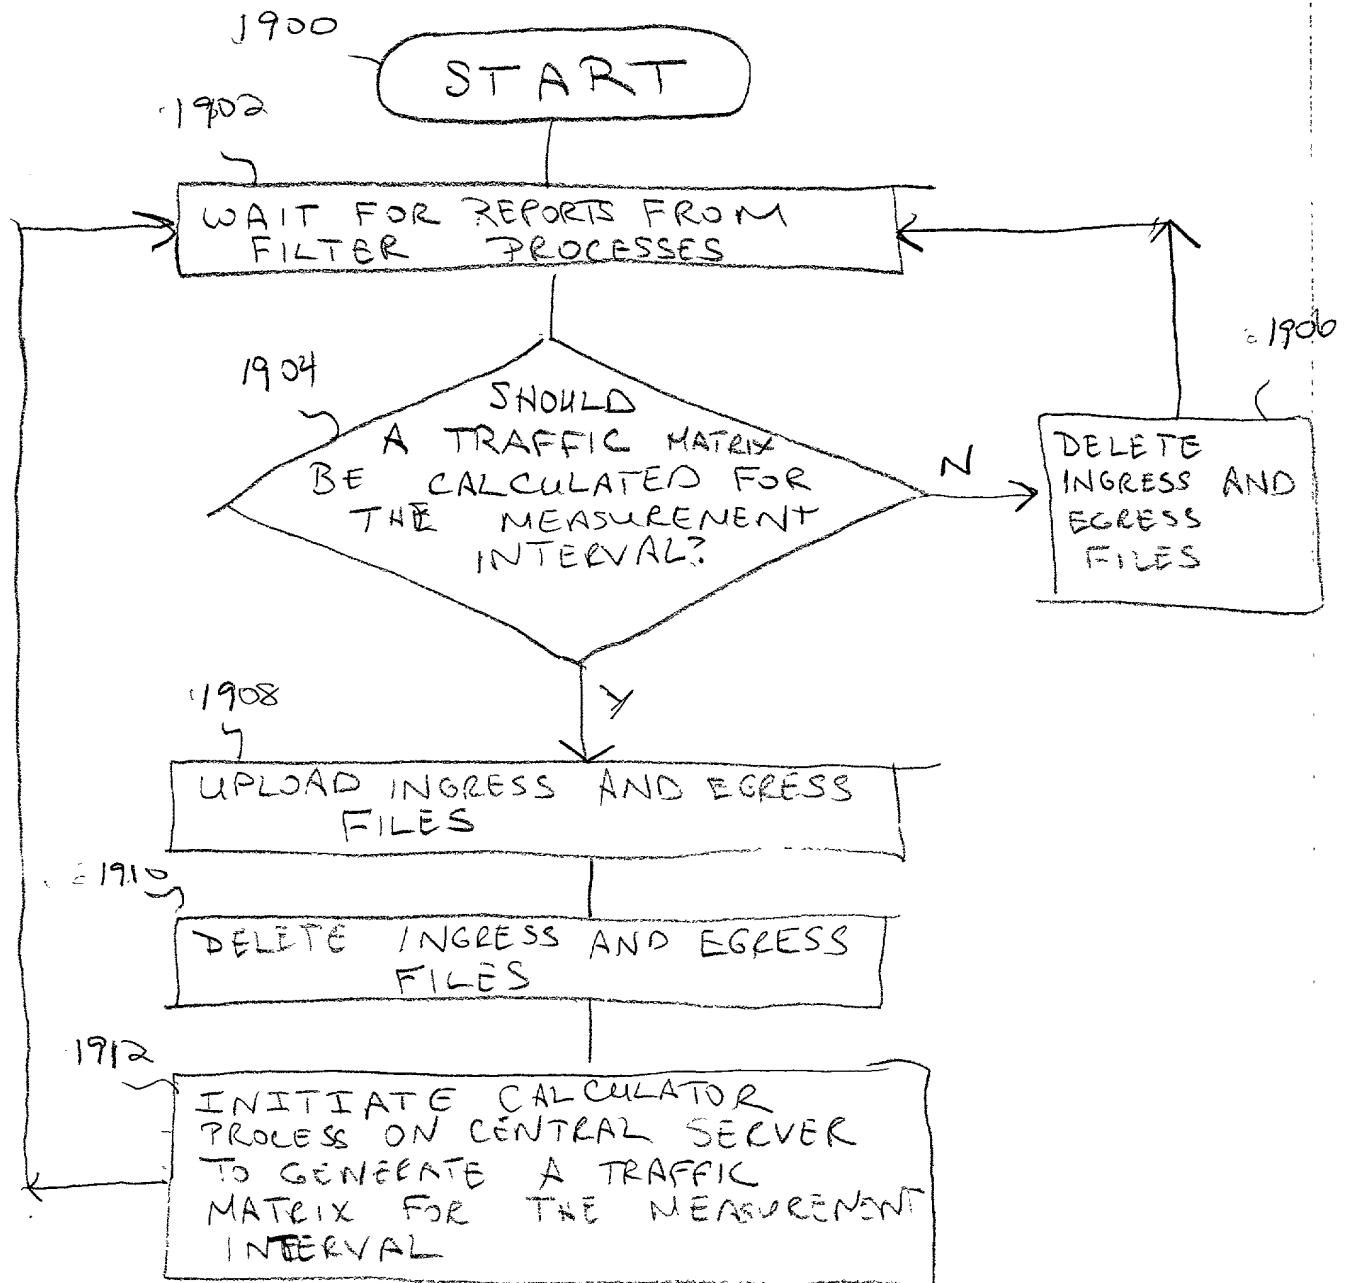 1900
START
1902
WAIT FOR REPORTS FROM
FILTER PROCESSES
1904
SHOULD
A TRAFFIC MATRIX
BE CALCULATED FOR
THE MEASUREMENT
INTERVAL?
N
1906
DELETE
INGRESS AND
EGRESS
FILES
Y
1908
UPLOAD INGRESS AND EGRESS
FILES
1910
DELETE INGRESS AND EGRESS
FILES
1912
INITIATE CALCULATOR
PROCESS ON CENTRAL SERVER
TO GENERATE A TRAFFIC
MATRIX FOR THE MEASUREMENT
INTERVAL